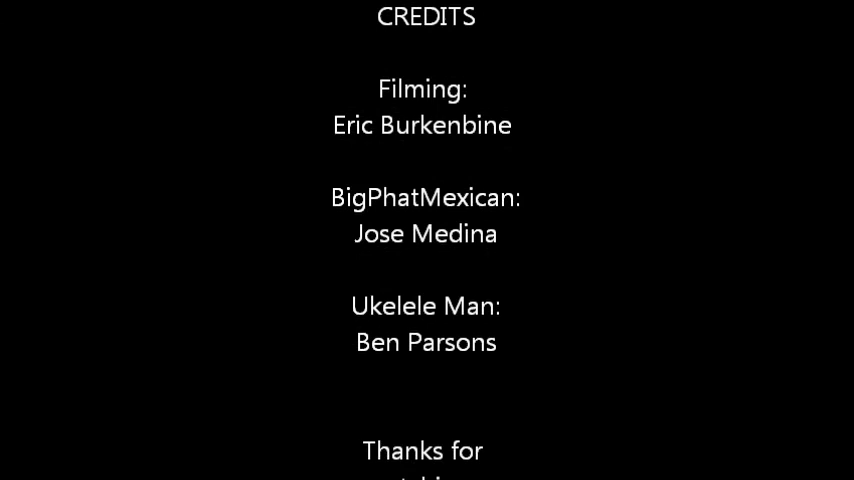 CREDITS
Filming:
Eric Burkenbine
BigPhatMexican:
Jose Medina
Ukelele Man:
Ben Parsons
Thanks for